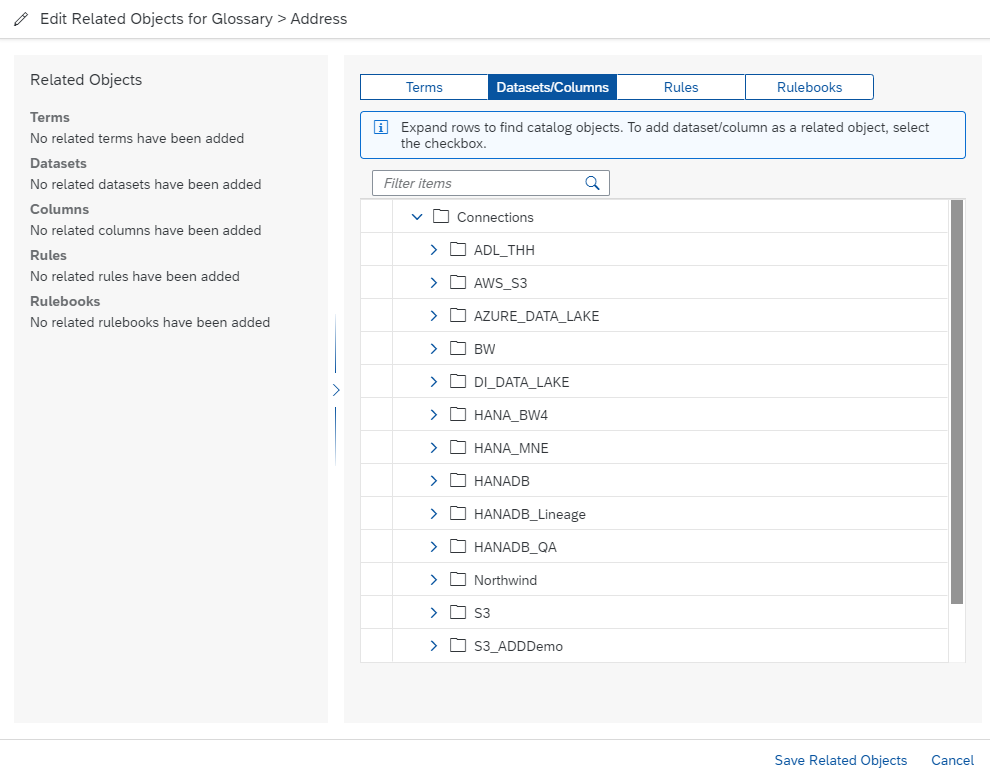 Edit Related Objects for Glossary > Address
Related Objects
Terms
No related terms have been added
Datasets
No related datasets have been added
Columns
No related columns have been added
Rules
No related rules have been added
Rulebooks
No related rulebooks have been added
Terms
Datasets/Columns
Rules
Rulebooks
Expand rows to find catalog objects. To add dataset/column as a related object, select
the checkbox.
Filter items
Connections
ADL_THH
AWS_S3
AZURE_DATA_LAKE
BW
DI_DATA_LAKE
HANA_BW4
HANA_MNE
HANADB
HANADB_Lineage
HANADB_QA
Northwind
S3
S3_ADDDemo
Save Related Objects
Cancel